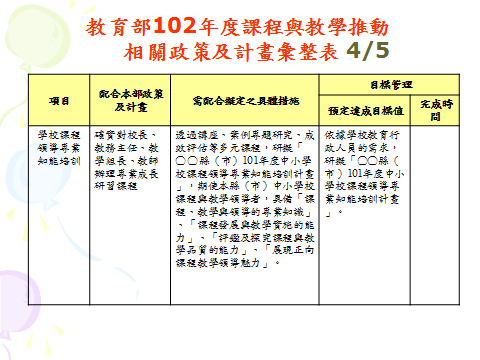 教育部102年度課程與教學推動
相關政策及計畫彙整表 4/5
項目
配合本部政策
及計畫
需配合擬定之具體措施
目標管理
預定達成目標值
完成時
間
學校課程
領導專業
知能培訓
確實對校長、
教務主任、教
學組長、教師
辦理專業成長
研習課程
透過講座、案例專題研究、成
效評估等多元課程，研擬「
○○縣（市）101年度中小學
校課程領導專業知能培訓計
畫」，期使本縣（市）中小學校
課程與教學領導者，具備「課
程、教學與領導的專業知識」
、「課程發展與教學實施的能
力」、「評鑑及探究課程與教
學品質的能力」、「展現正向
課程教學領導魅力」。
依據學校教育行
政人員的需求，
研擬「○○縣（
市）101年度中小
學校課程領導專
業知能培訓計畫
」。